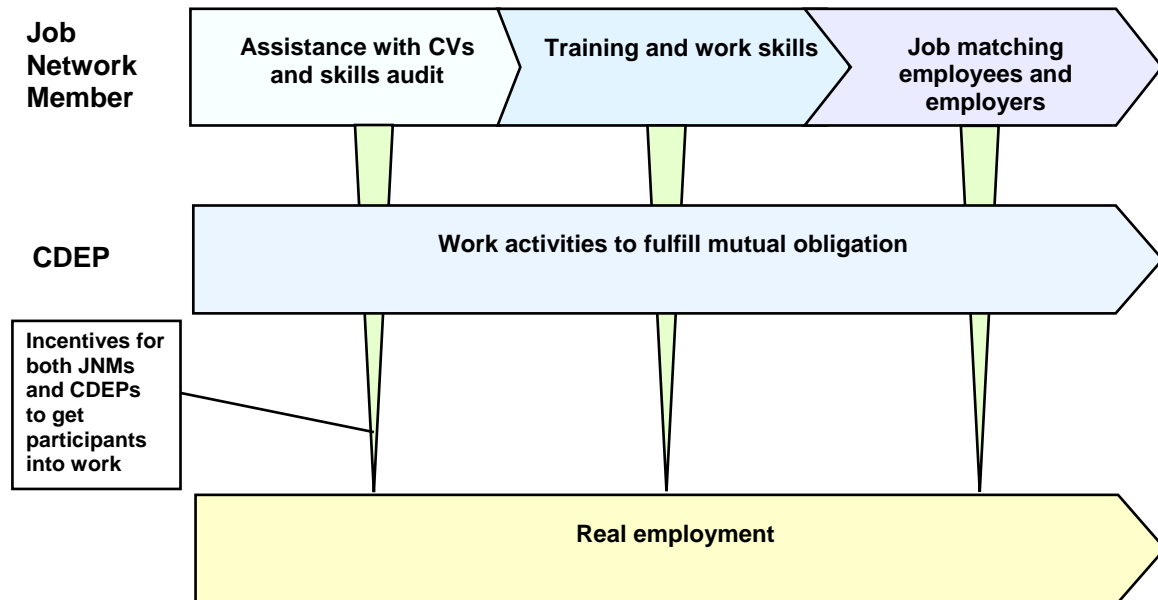 Job
Network
Member
Assistance with CVs
and skills audit
Training and work skills
Job matching
employees and
employers
CDEP
Work activities to fulfill mutual obligation
Incentives for
both JNMs
and CDEPs
to get
participants
into work
Real employment